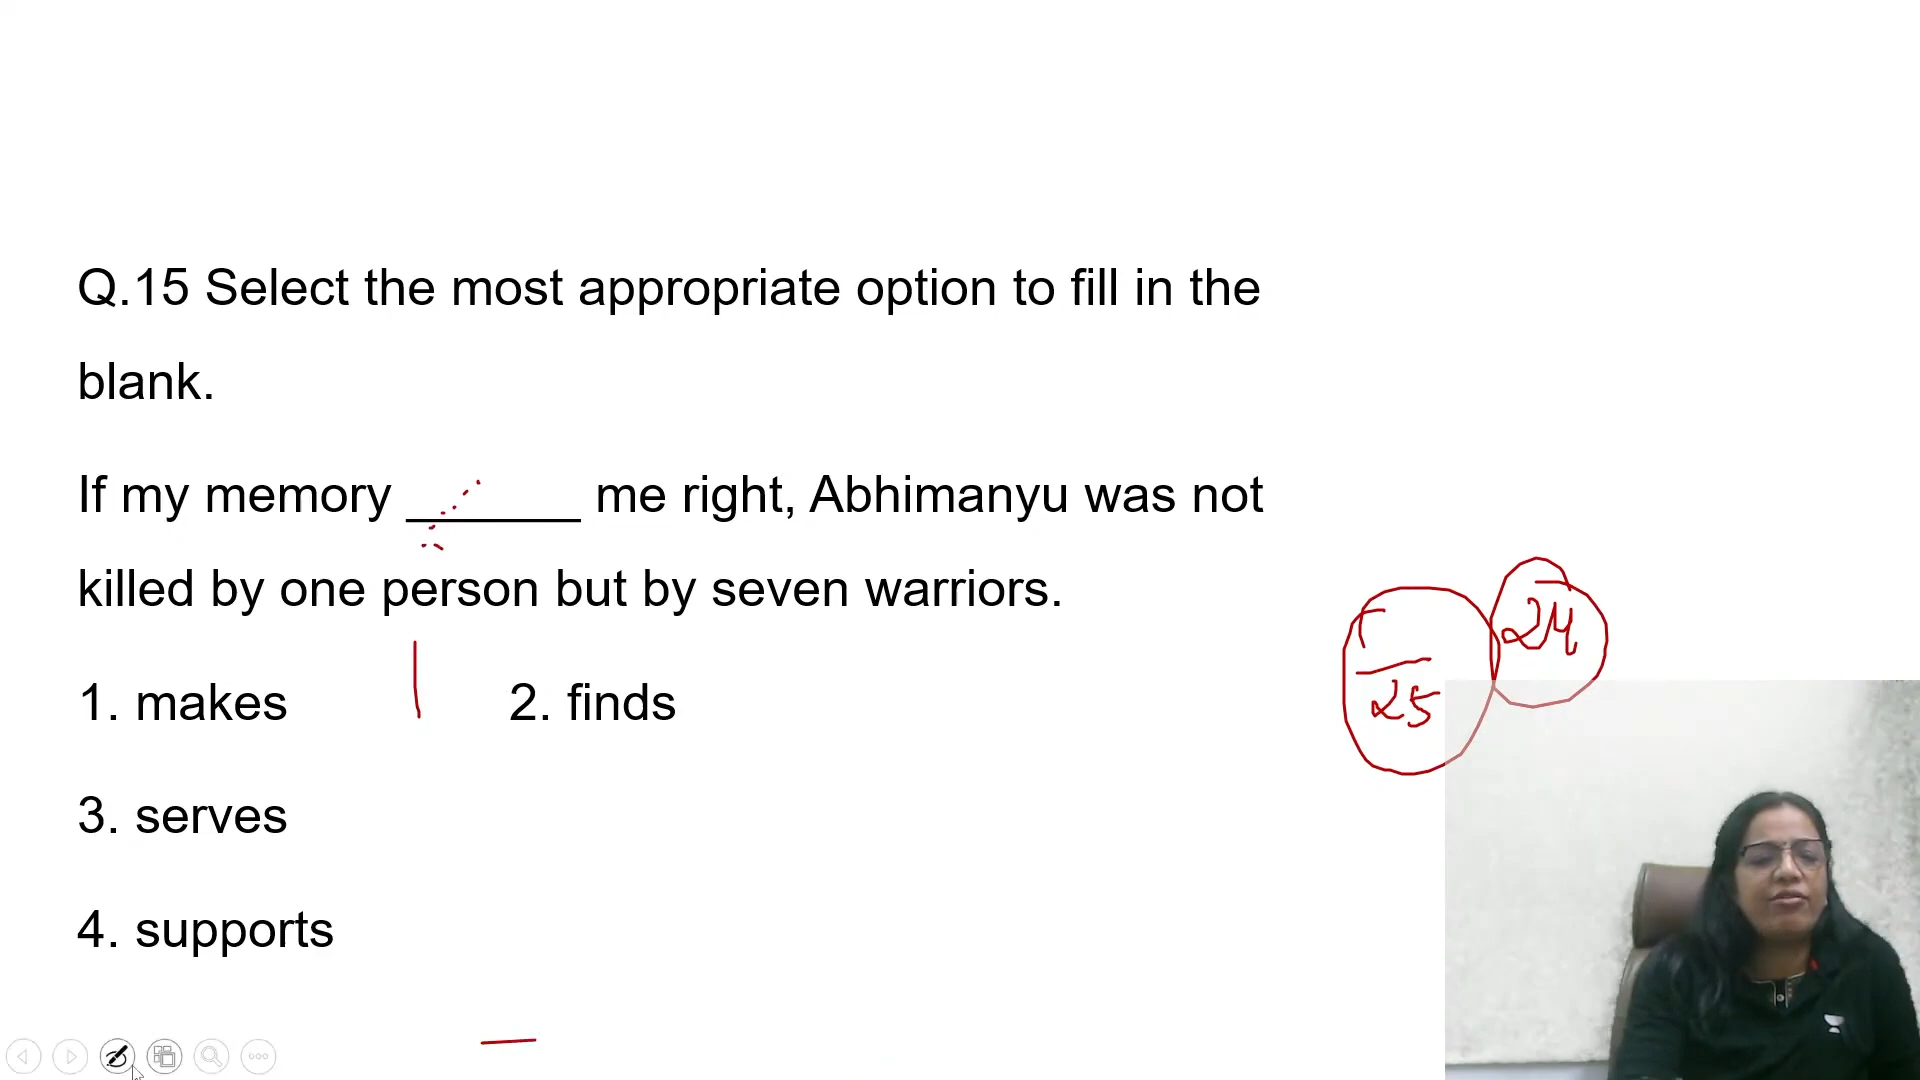 Q.15 Select the most appropriate option to fill in the
blank.
If my memory _______ me right, Abhimanyu was not
killed by one person but by seven warriors.
1. makes 2. finds
3. serves
4. supports
24
25